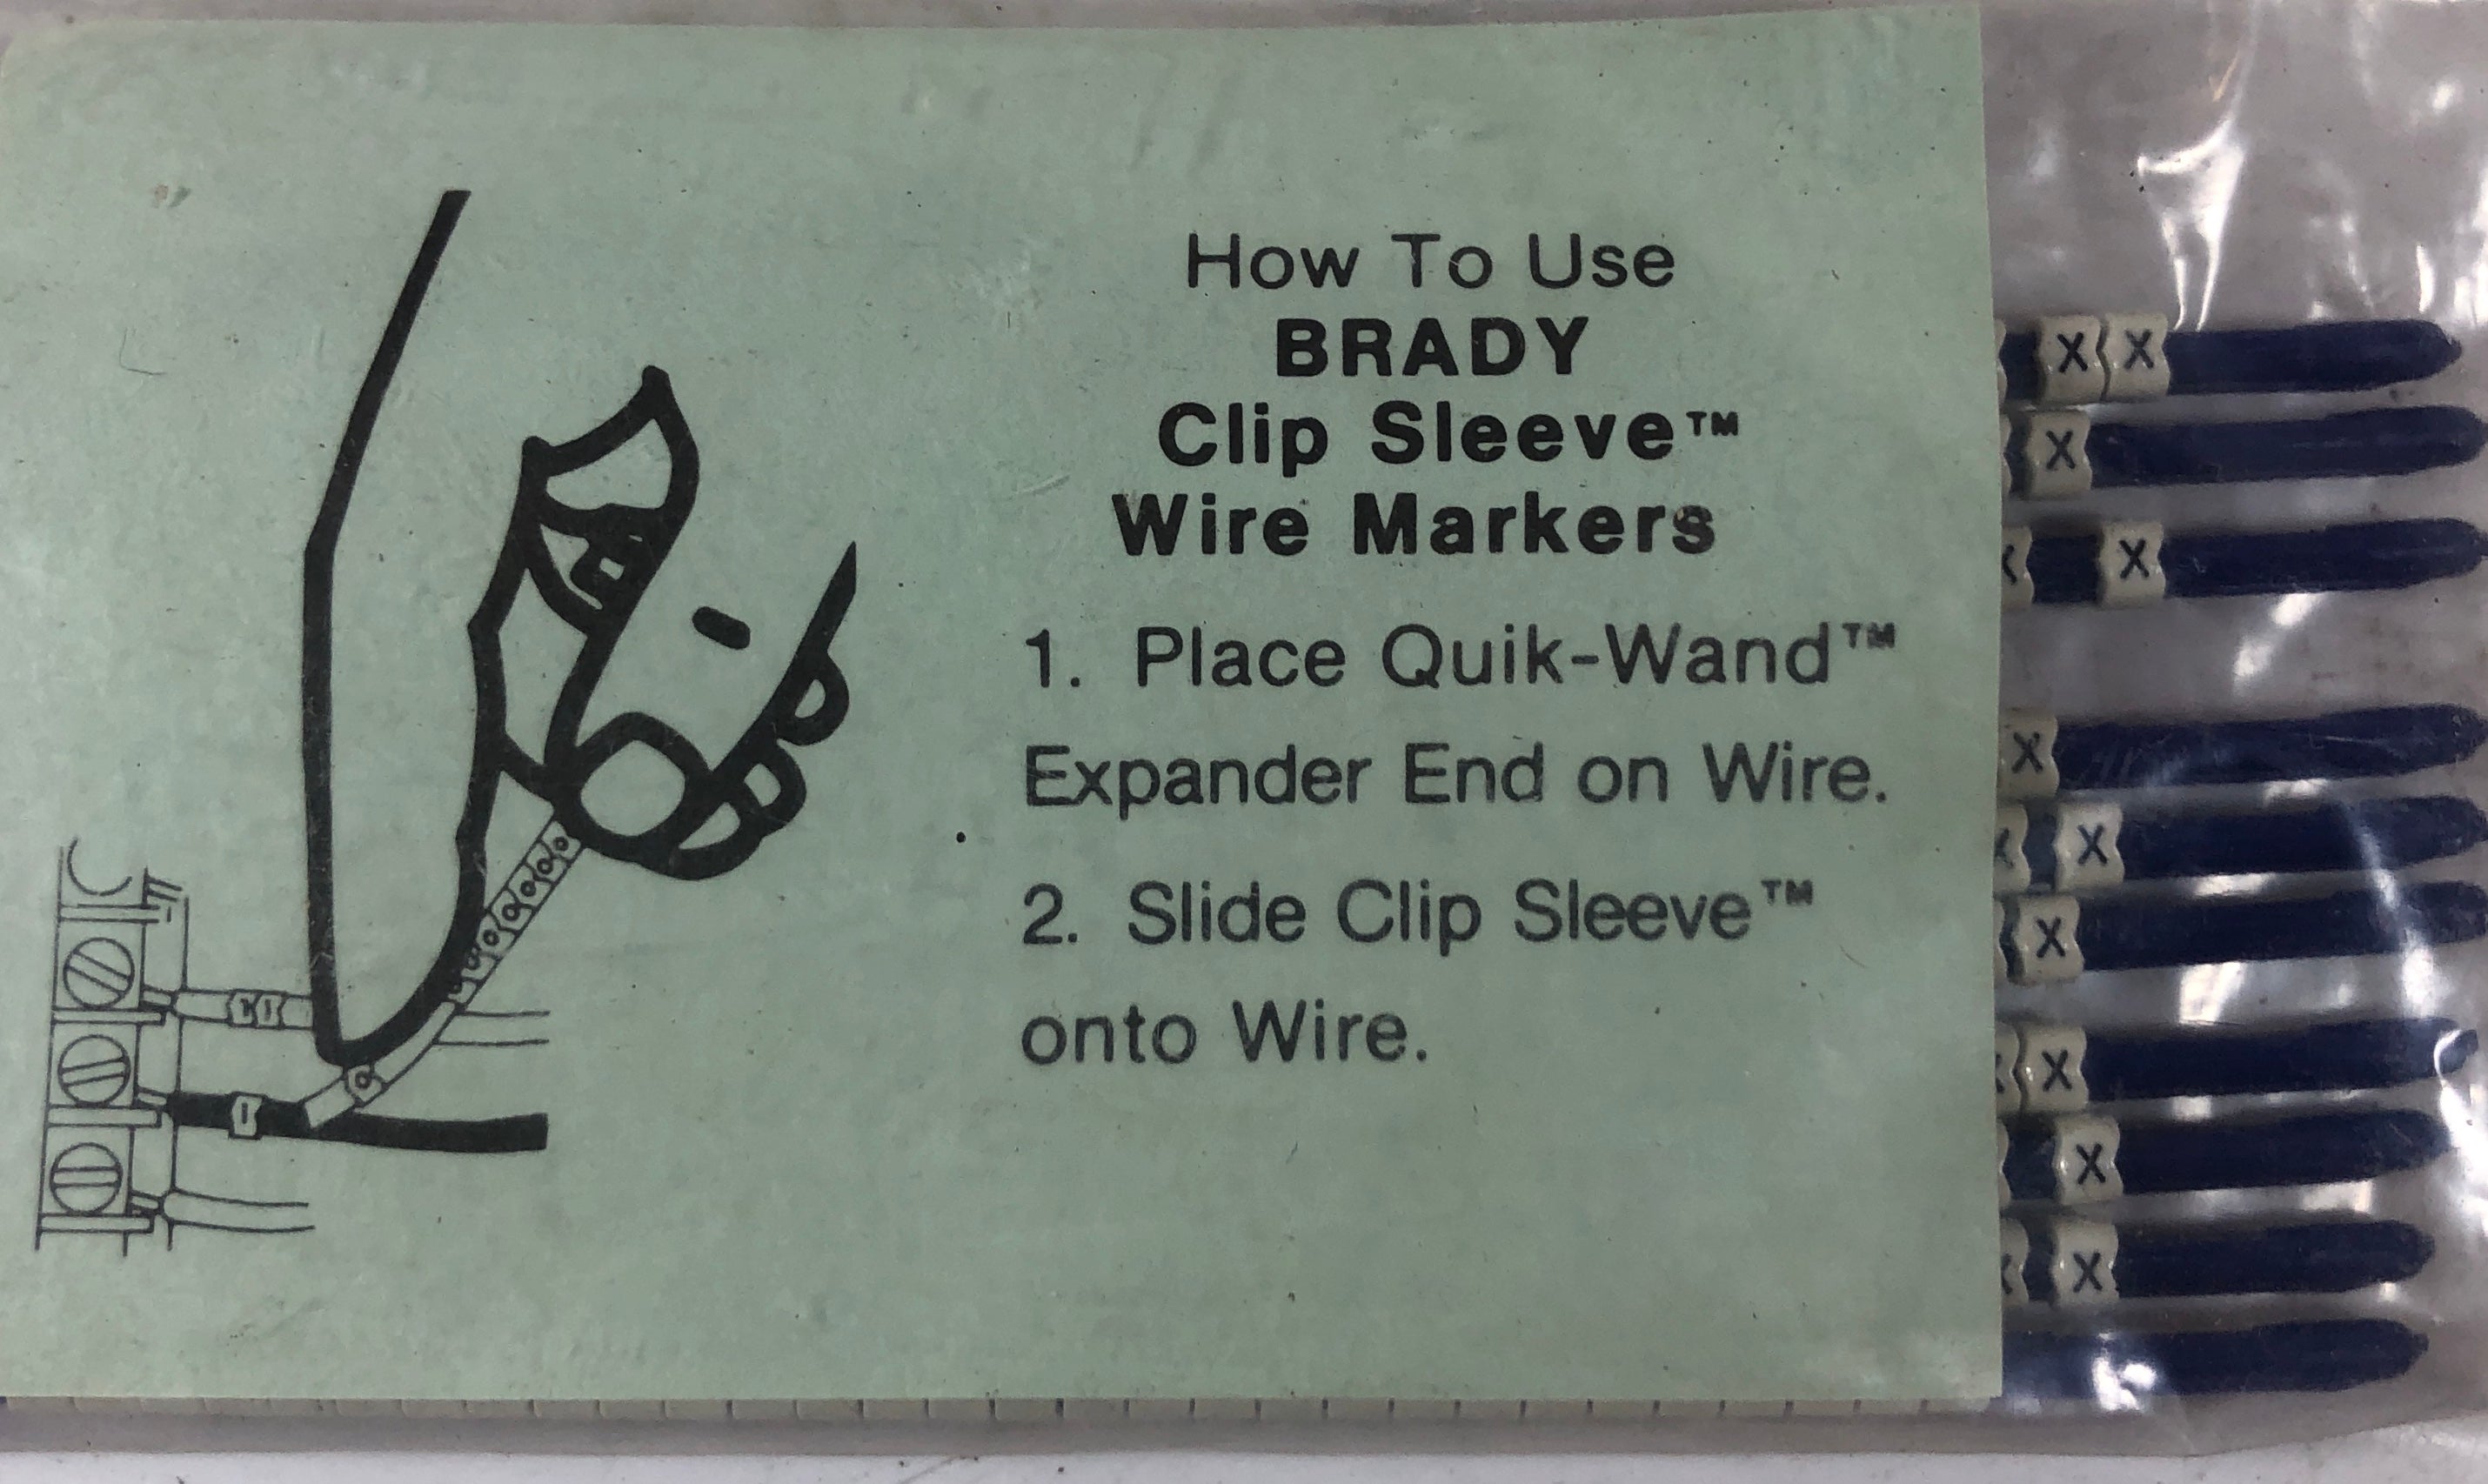 How To Use
BRADY
Clip Sleeve™
Wire Markers
1. Place Quik-Wand™
Expander End on Wire.
2. Slide Clip Sleeve™
onto Wire.
X X
X
X
X
X
X
X
X
X